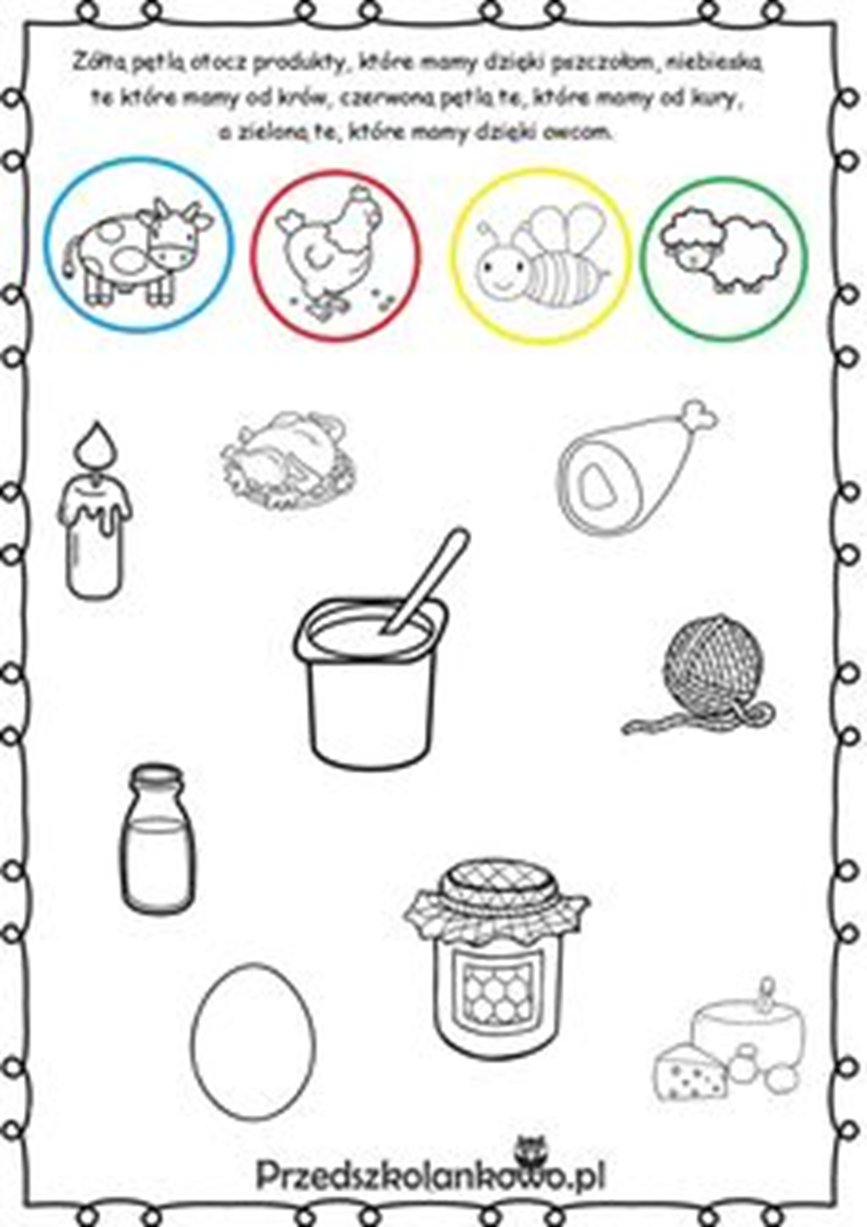 Żółtą pętlą otocz produkty, które mamy dzięki pszczołom, niebieską
te które mamy od krów, czerwoną pętlą te, które mamy od kury,
a zieloną te, które mamy dzięki owcom.
Przedszkolankowo.pl